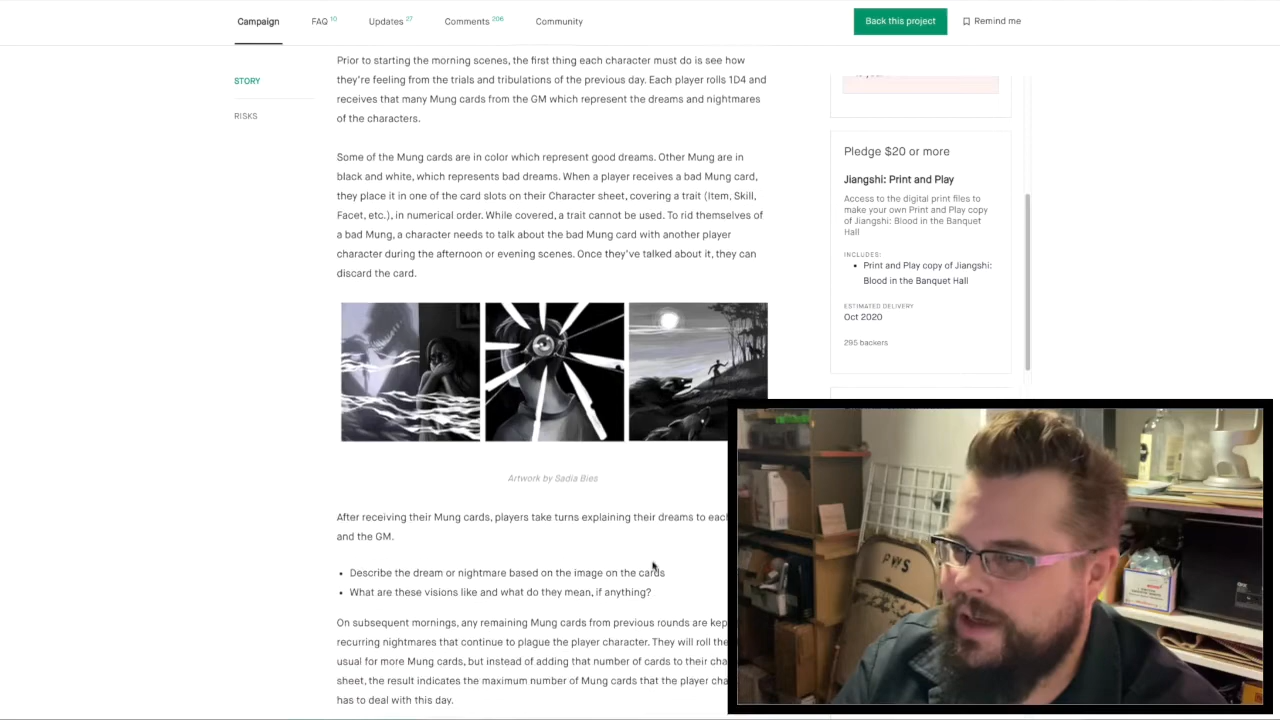 Campaign
FAQ 10
Updates 27
Comments 206
Community
Back this project
Remind me
STORY
RISKS
Prior to starting the morning scenes, the first thing each character must do is see how
they're feeling from the trials and tribulations of the previous day. Each player rolls 1D4 and
receives that many Mung cards from the GM which represent the dreams and nightmares
of the characters.
Some of the Mung cards are in color which represent good dreams. Other Mung are in
black and white, which represents bad dreams. When a player receives a bad Mung card,
they place it in one of the card slots on their Character sheet, covering a trait (Item, Skill,
Facet, etc.), in numerical order. While covered, a trait cannot be used. To rid themselves of
a bad Mung, a character needs to talk about the bad Mung card with another player
character during the afternoon or evening scenes. Once they've talked about it, they can
discard the card.
Artwork by Sadia Bies
After receiving their Mung cards, players take turns explaining their dreams to each
and the GM.
• Describe the dream or nightmare based on the image on the cards
• What are these visions like and what do they mean, if anything?
On subsequent mornings, any remaining Mung cards from previous rounds are kep
recurring nightmares that continue to plague the player character. They will roll the
usual for more Mung cards, but instead of adding that number of cards to their cha
sheet, the result indicates the maximum number of Mung cards that the player cha
has to deal with this day.
Pledge $20 or more
Jiangshi: Print and Play
Access to the digital print files to
make your own Print and Play copy
of Jiangshi: Blood in the Banquet
Hall
INCLUDES:
• Print and Play copy of Jiangshi:
Blood in the Banquet Hall
ESTIMATED DELIVERY
Oct 2020
295 backers
PWS